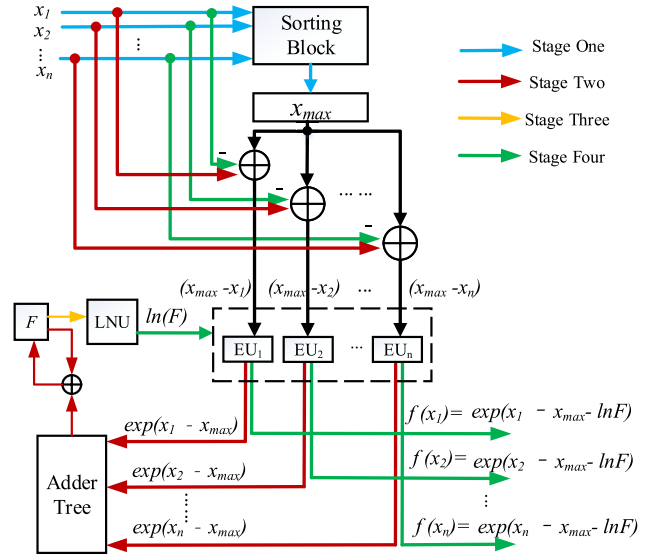 x1
x2
⋮
xn
...
Sorting
Block
Stage One
Stage Two
Stage Three
Stage Four
xmax
-
-
-
... ...
(xmax -x1) (xmax -x2) ... (xmax -xn)
F
LNU
ln(F)
EU1 EU2 ... EUn
exp(x1 - xmax)
exp(x2 - xmax)
⋮
exp(xn - xmax)
Adder
Tree
f(x1)= exp(x1 - xmax- lnF)
f(x2)= exp(x2 - xmax- lnF)
⋮
f(xn)= exp(xn - xmax- lnF)